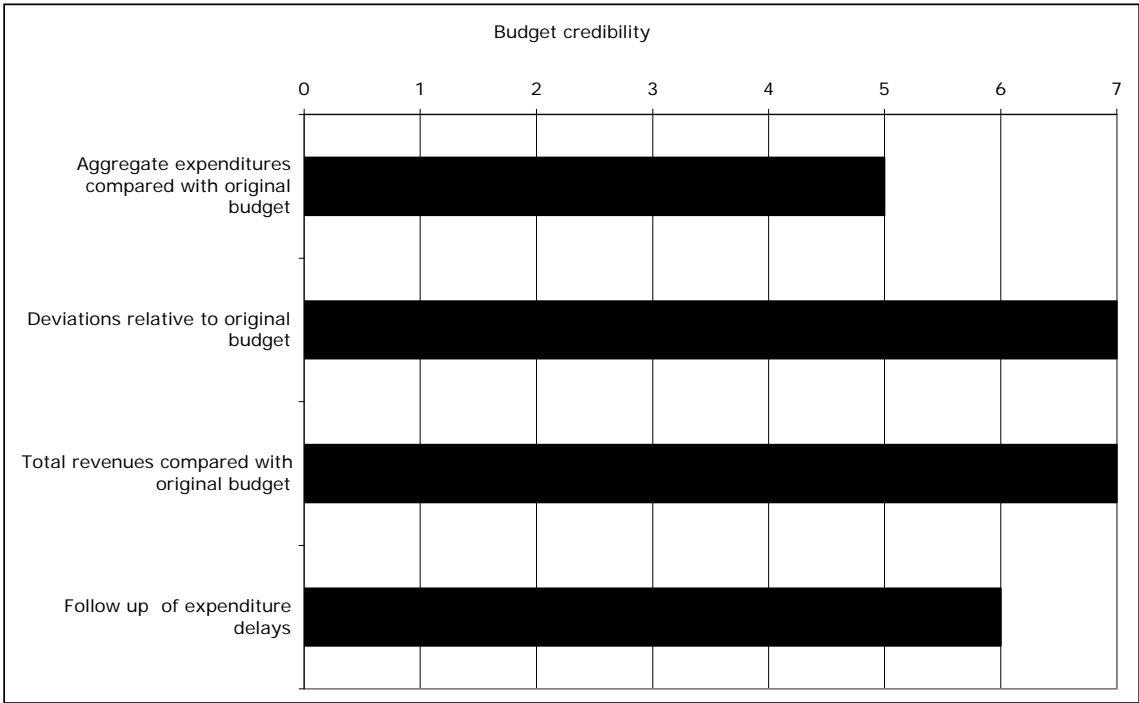 Budget credibility
0 1 2 3 4 5 6 7
Aggregate expenditures
compared with original
budget
Deviations relative to original
budget
Total revenues compared with
original budget
Follow up  of expenditure
delays